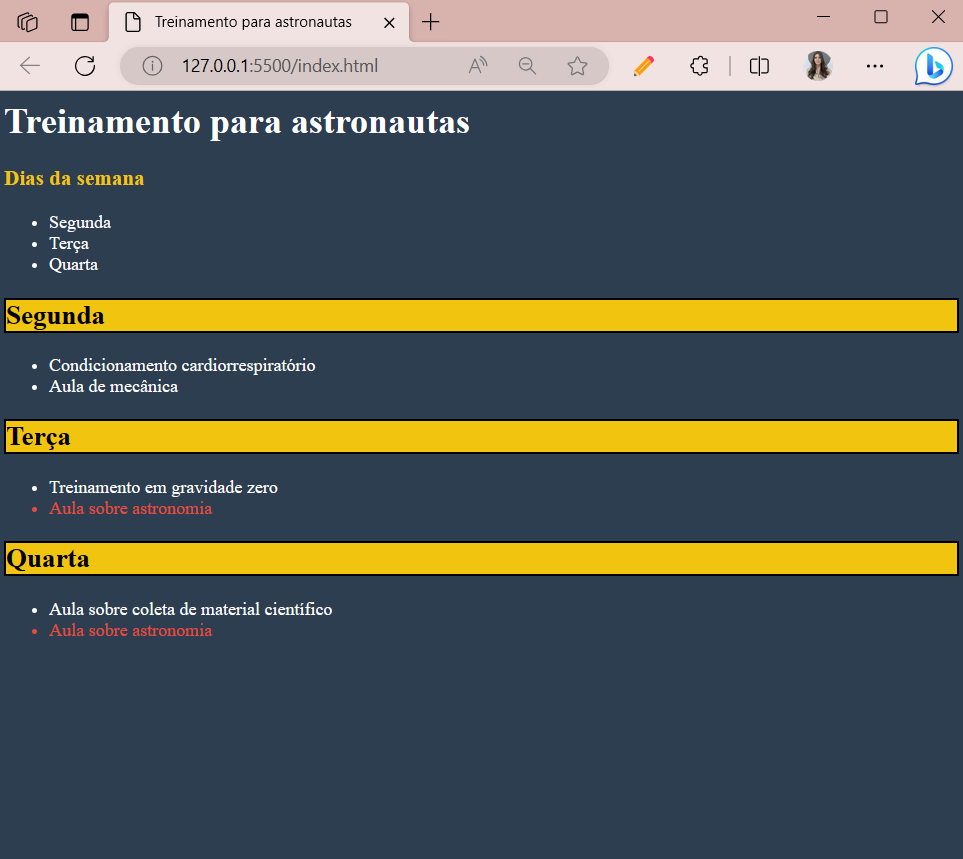 Treinamento para astronautas
127.0.0.1:5500/index.html
Treinamento para astronautas
Dias da semana
• Segunda
• Terça
• Quarta
Segunda
• Condicionamento cardiorrespiratório
• Aula de mecânica
Terça
• Treinamento em gravidade zero
• Aula sobre astronomia
Quarta
• Aula sobre coleta de material científico
• Aula sobre astronomia